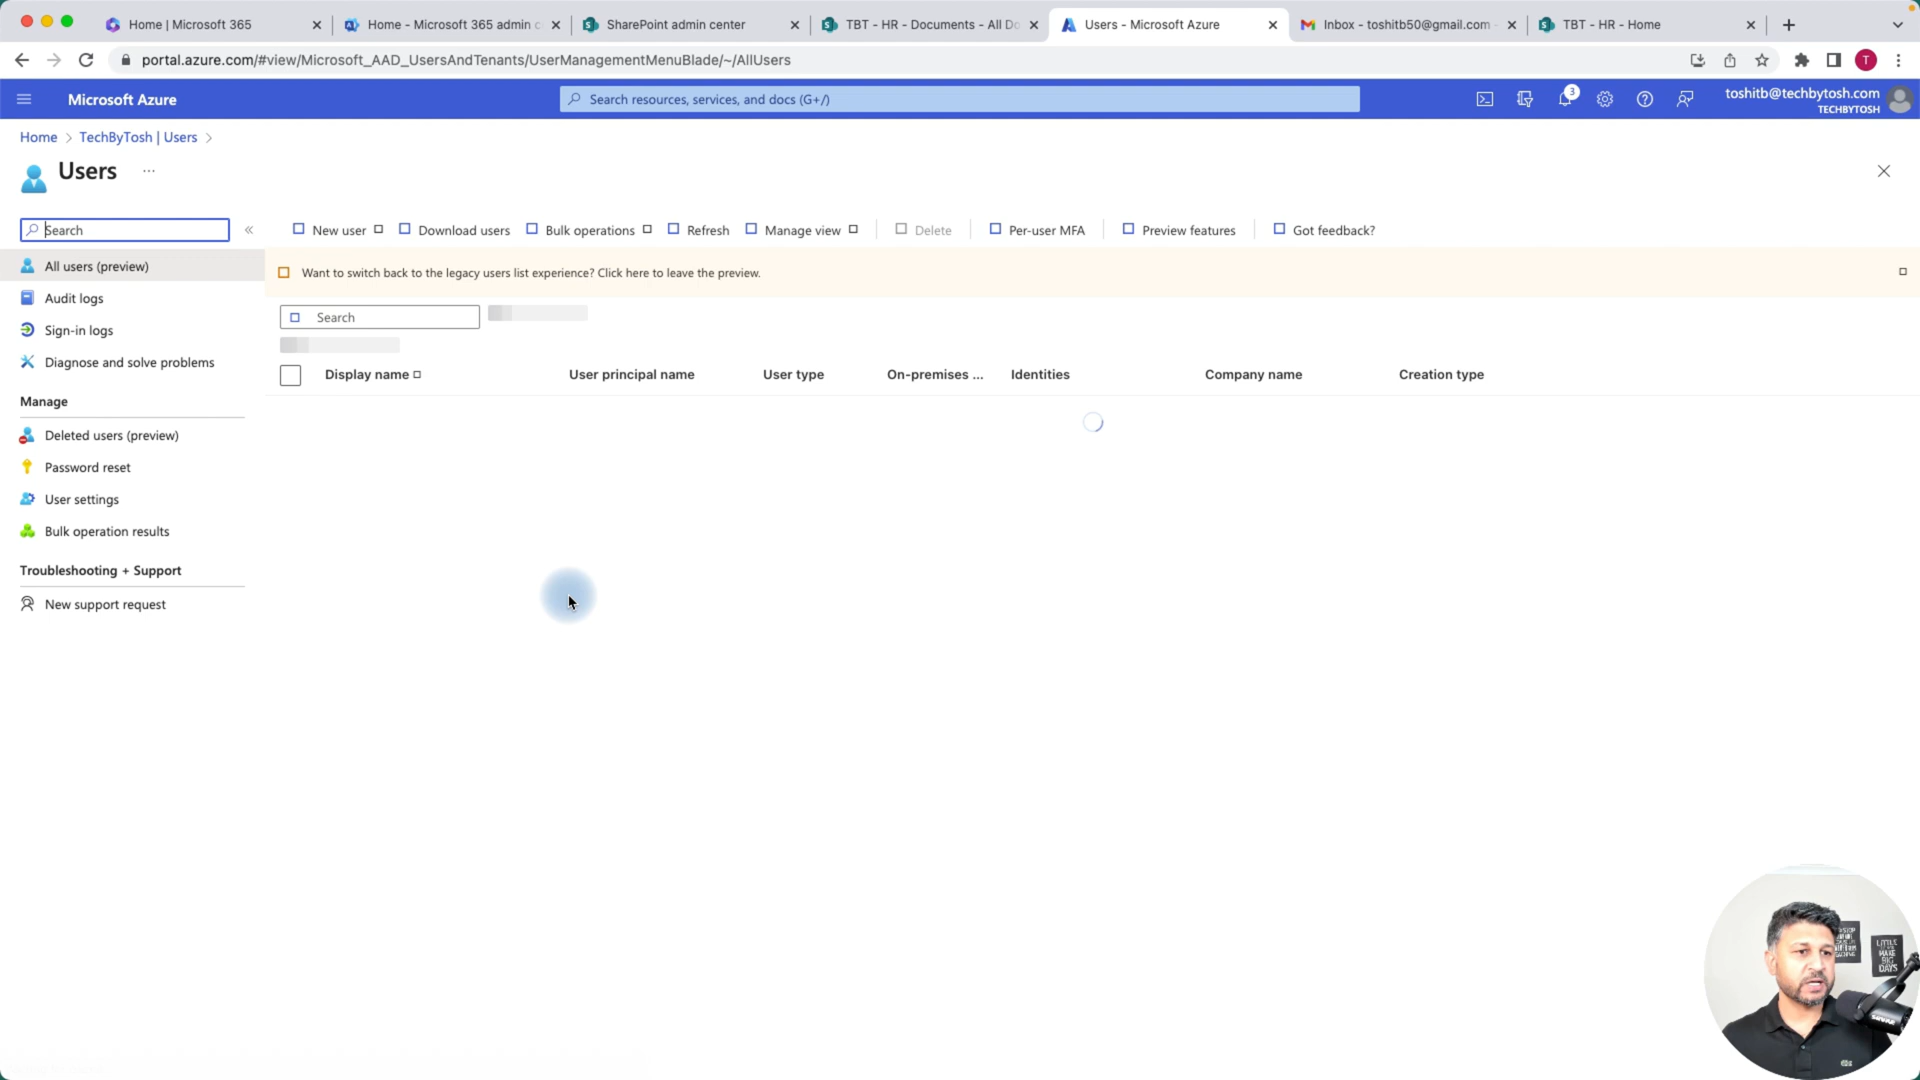 Home | Microsoft 365
Home - Microsoft 365 admin c
SharePoint admin center
TBT - HR - Documents - All Do
Users - Microsoft Azure
Inbox - toshitb50@gmail.com -
TBT - HR - Home
portal.azure.com/#view/Microsoft_AAD_UsersAndTenants/UserManagementMenuBlade/~/AllUsers
T
Microsoft Azure
Search resources, services, and docs (G+/)
3
toshitb@techbytosh.com
TECHBYTOSH
Home > TechByTosh | Users >
Users ...
Search
«
New user
Download users
Bulk operations
Refresh
Manage view
Delete
Per-user MFA
Preview features
Got feedback?
All users (preview)
Audit logs
Sign-in logs
Diagnose and solve problems
Manage
Deleted users (preview)
Password reset
User settings
Bulk operation results
Troubleshooting + Support
New support request
Want to switch back to the legacy users list experience? Click here to leave the preview.
Search
Display name
User principal name
User type
On-premises ...
Identities
Company name
Creation type
LITTLE
MAKE
BIG
DAYS